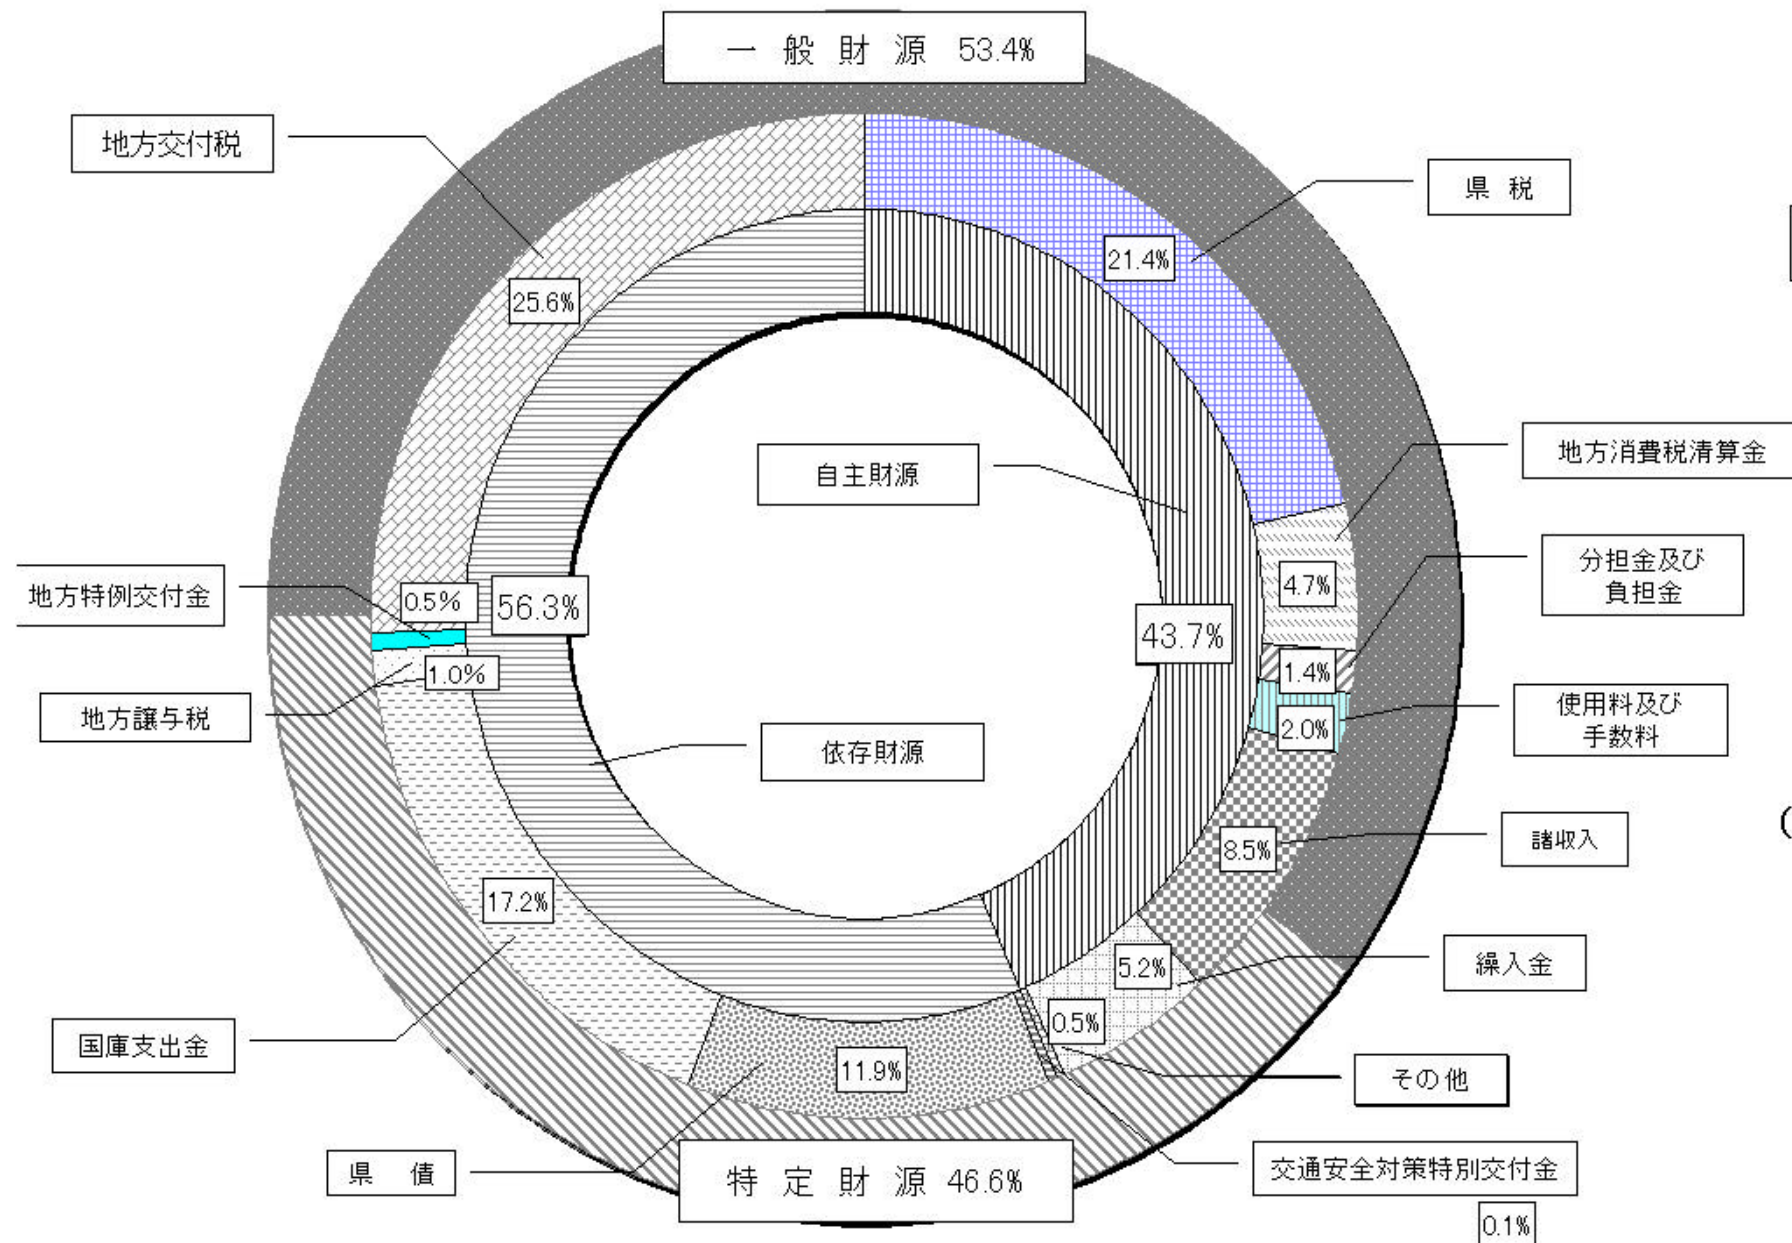 一般財源 53.4%
地方交付税
県税
21.4%
25.6%
地方消費税清算金
自主財源
分担金及び
負担金
4.7%
地方特例交付金
0.5%
56.3%
43.7%
1.4%
1.0%
地方譲与税
使用料及び
手数料
2.0%
依存財源
(
諸収入
8.5%
17.2%
繰入金
5.2%
0.5%
国庫支出金
11.9%
その他
県債
特定財源 46.6%
交通安全対策特別交付金
0.1%